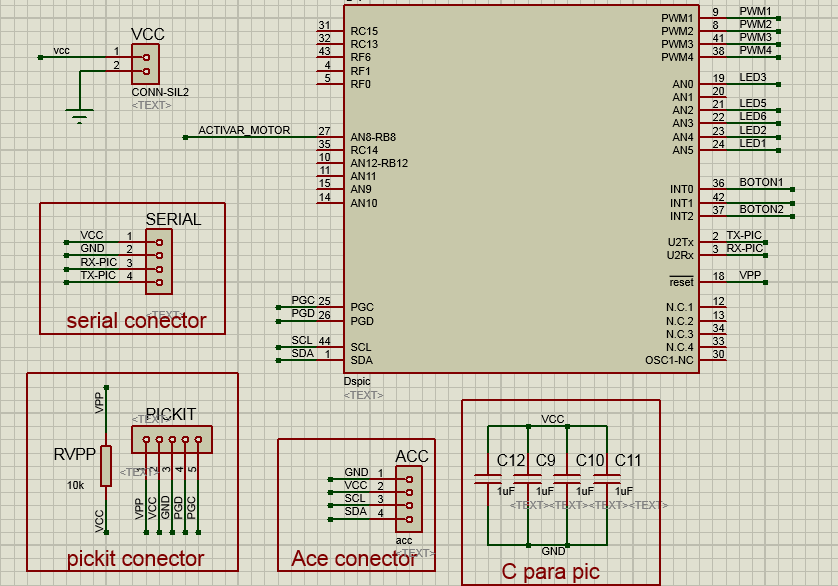 VCC
vcc 1
2
CONN-SIL2
<TEXT>
31 RC15
32 RC13
43 RF6
4 RF1
5 RF0
ACTIVAR_MOTOR 27 AN8-RB8
35 RC14
10 AN12-RB12
11 AN11
15 AN9
14 AN10
PGC 25 PGC
PGD 26 PGD
SCL 44 SCL
SDA 1 SDA
PWM1 9 PWM1
PWM2 8 PWM2
PWM3 41 PWM3
PWM4 38 PWM4
AN0 19 LED3
AN1 20
AN2 21 LED5
AN3 22 LED6
AN4 23 LED2
AN5 24 LED1
INT0 36 BOTON1
INT1 42
INT2 37 BOTON2
U2Tx 2 TX-PIC
U2Rx 3 RX-PIC
reset 18 VPP
N.C.1 12
N.C.2 13
N.C.3 34
N.C.4 33
OSC1-NC 30
Dspic
<TEXT>
SERIAL
VCC 1
GND 2
RX-PIC 3
TX-PIC 4
<TEXT>
serial conector
VPP
RVPP
10k
VCC
PICKIT
<TEXT>
<TEXT>
1 2 3 4 5
VPP VCC GND PGD PGC
pickit conector
ACC
GND 1
VCC 2
SCL 3
SDA 4
acc
<TEXT>
Ace conector
VCC
C12 C9 C10 C11
1uF 1uF 1uF 1uF
<TEXT> <TEXT> <TEXT> <TEXT>
GND
C para pic